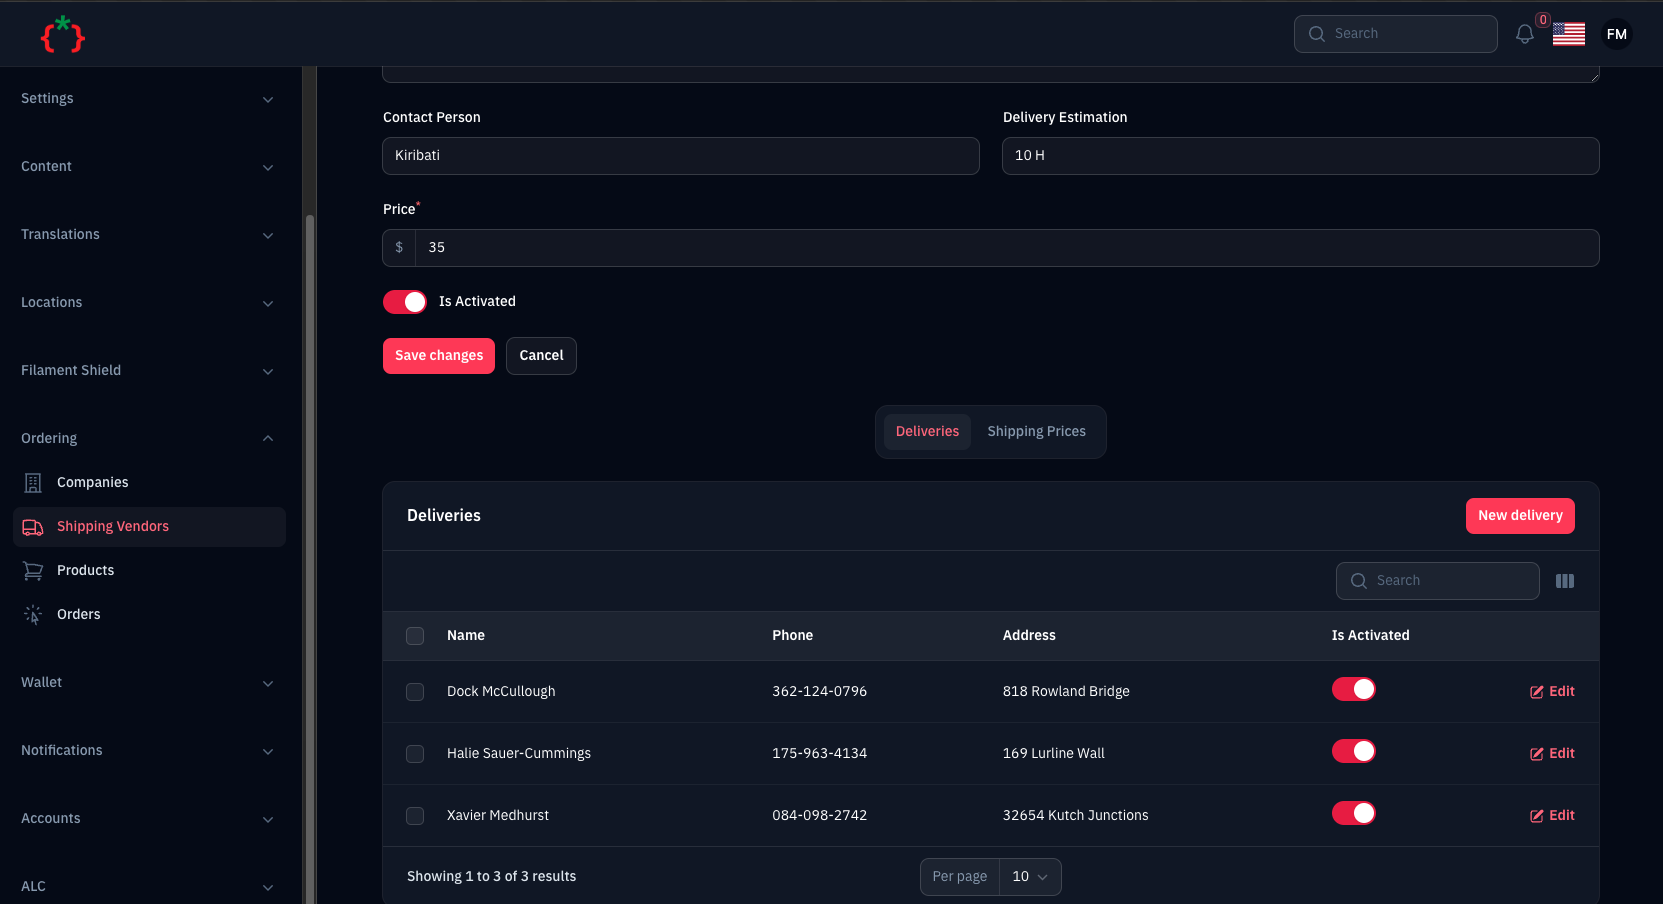 Search
0
FM
Settings
Content
Translations
Locations
Filament Shield
Ordering
Companies
Shipping Vendors
Products
Orders
Wallet
Notifications
Accounts
ALC
Contact Person
Delivery Estimation
Kiribati
10 H
Price*
$ 35
Is Activated
Save changes
Cancel
Deliveries
Shipping Prices
Deliveries
New delivery
Search
Name Phone Address Is Activated
Dock McCullough 362-124-0796 818 Rowland Bridge Edit
Halie Sauer-Cummings 175-963-4134 169 Lurline Wall Edit
Xavier Medhurst 084-098-2742 32654 Kutch Junctions Edit
Showing 1 to 3 of 3 results
Per page 10